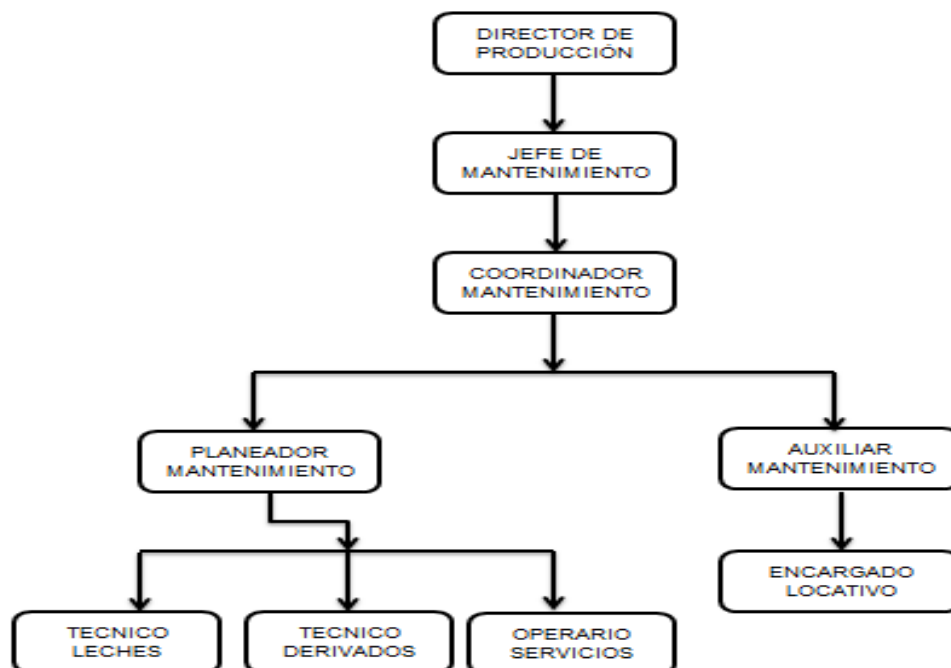 DIRECTOR DE
PRODUCCIÓN
JEFE DE
MANTENIMIENTO
COORDINADOR
MANTENIMIENTO
PLANEADOR
MANTENIMIENTO
AUXILIAR
MANTENIMIENTO
ENCARGADO
LOCATIVO
TECNICO
LECHES
TECNICO
DERIVADOS
OPERARIO
SERVICIOS